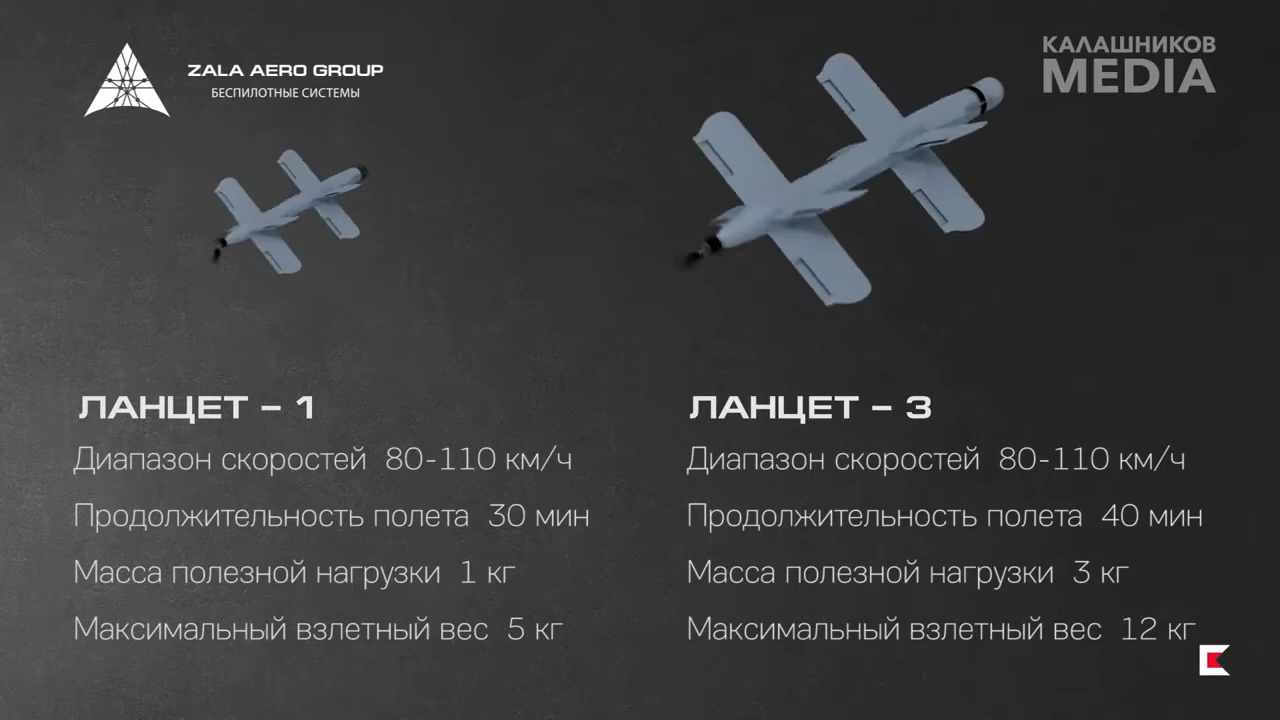 ZALA AERO GROUP
БЕСПИЛОТНЫЕ СИСТЕМЫ
КАЛАШНИКОВ
MEDIA
ЛАНЦЕТ – 1
Диапазон скоростей 80-110 км/ч
Продолжительность полета 30 мин
Масса полезной нагрузки 1 кг
Максимальный взлетный вес 5 кг
ЛАНЦЕТ – 3
Диапазон скоростей 80-110 км/ч
Продолжительность полета 40 мин
Масса полезной нагрузки 3 кг
Максимальный взлетный вес 12 кг